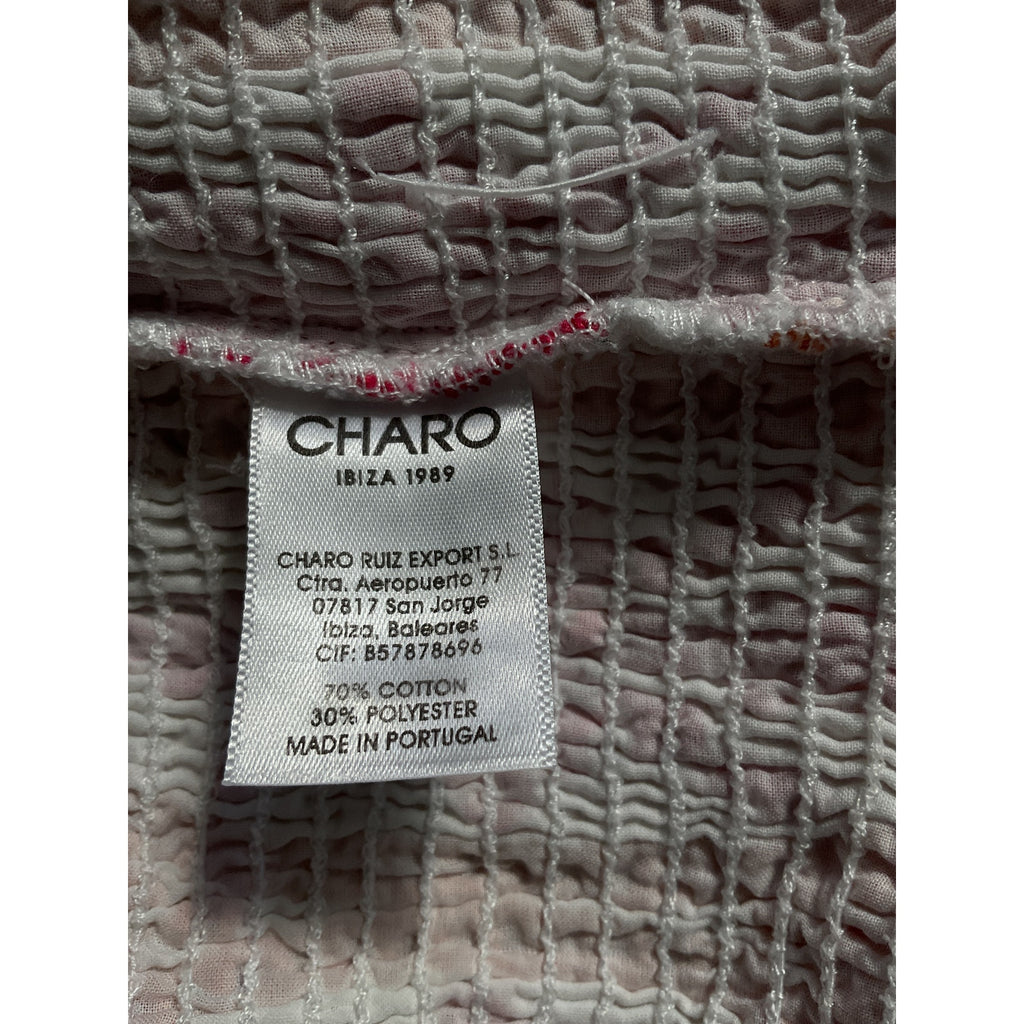 CHARO
IBIZA 1989
CHARO RUIZ EXPORT S.L.
Ctra. Aeropuerto 77
07817 San Jorge
Ibiza, Baleares
CIF: B57878696
70% COTTON
30% POLYESTER
MADE IN PORTUGAL